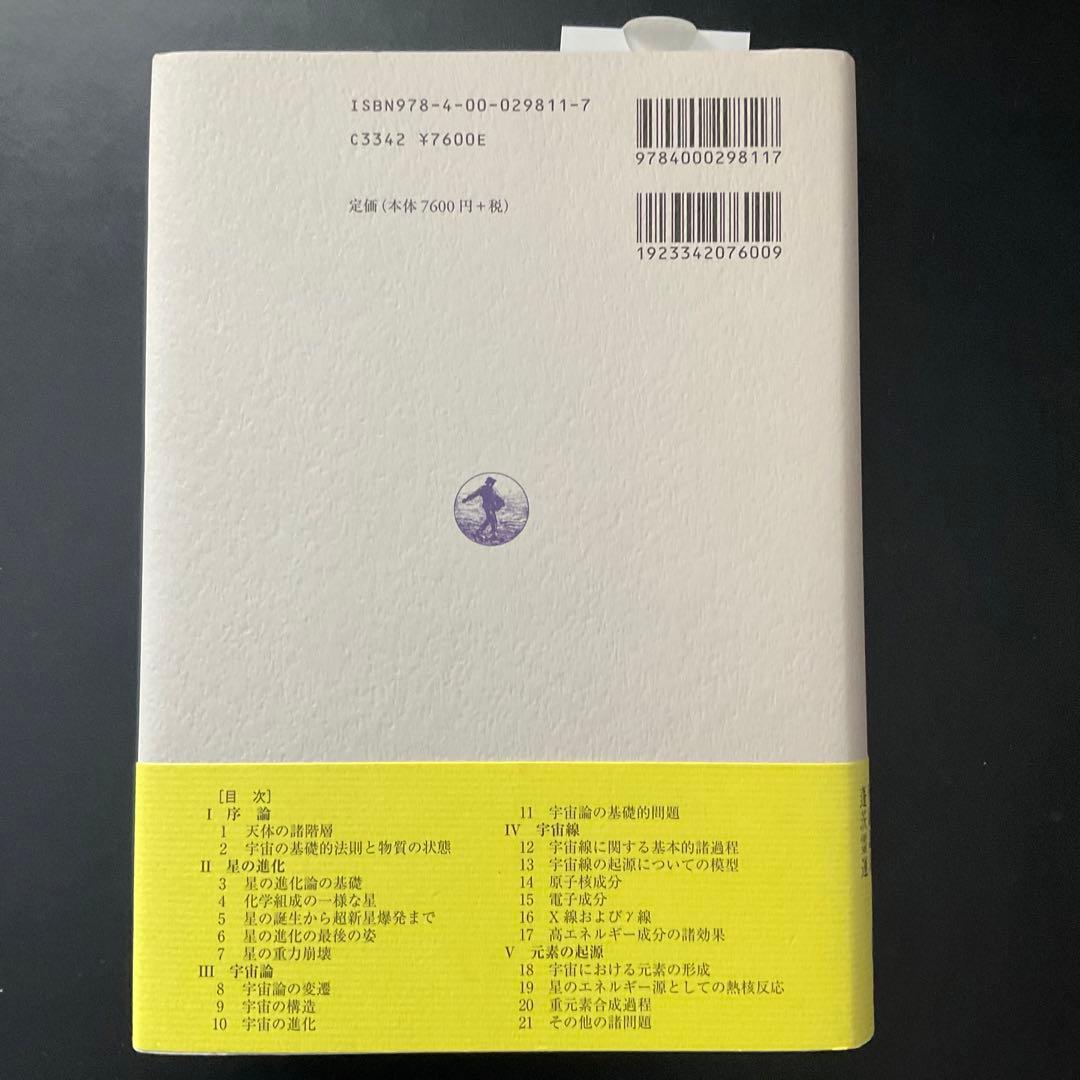 ISBN978-4-00-029811-7
C3342 ¥7600E
定価(本体7600円+税)
9784000298117
1923342076009
[目 次]
I 序 論
1 天体の諸階層
2 宇宙の基礎的法則と物質の状態
II 星の進化
3 星の進化論の基礎
4 化学組成の一様な星
5 星の誕生から超新星爆発まで
6 星の進化の最後の姿
7 星の重力崩壊
III 宇宙論
8 宇宙論の変遷
9 宇宙の構造
10 宇宙の進化
11 宇宙論の基礎的問題
IV 宇宙線
12 宇宙線に関する基本的諸過程
13 宇宙線の起源についての模型
14 原子核成分
15 電子成分
16 X線およびγ線
17 高エネルギー成分の諸効果
V 元素の起源
18 宇宙における元素の形成
19 星のエネルギー源としての熱核反応
20 重元素合成過程
21 その他の諸問題